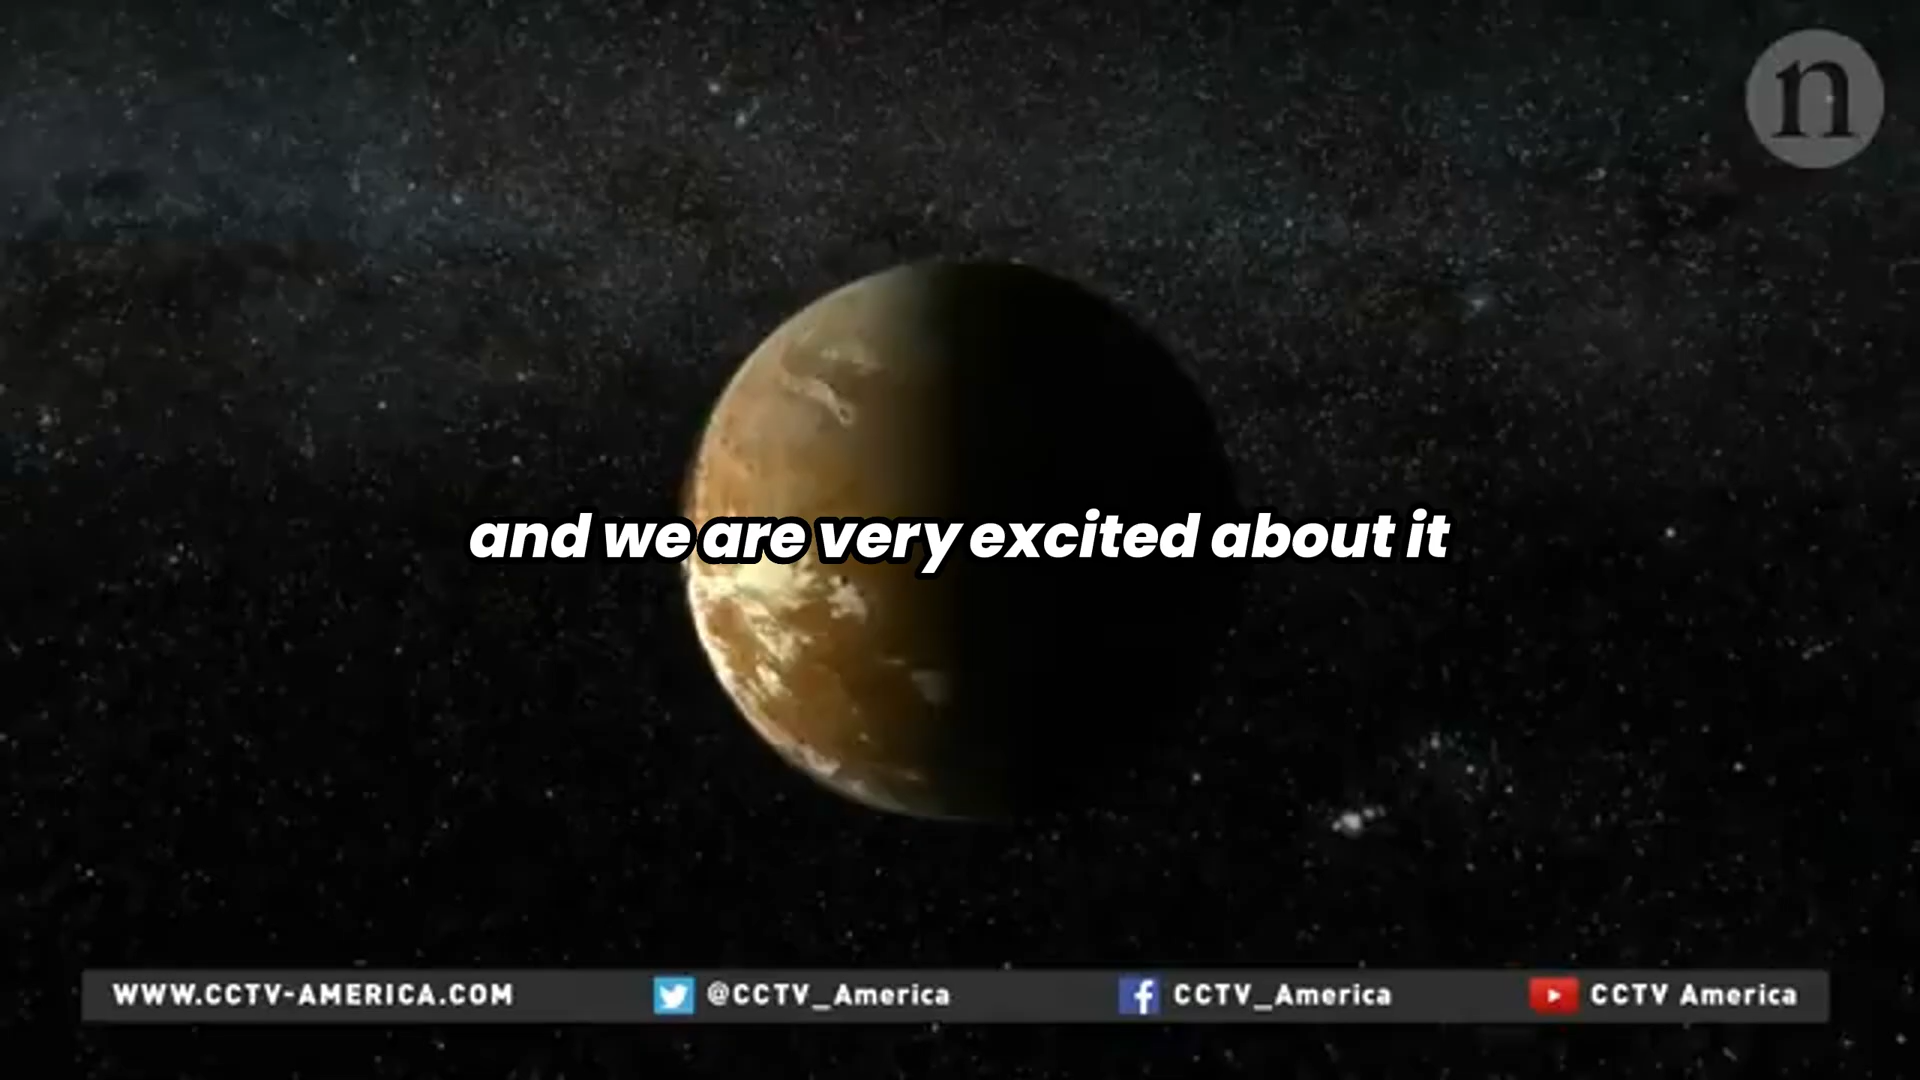 n
and we are very excited about it
WWW.CCTV-AMERICA.COM @CCTV_America CCTV_America CCTV America